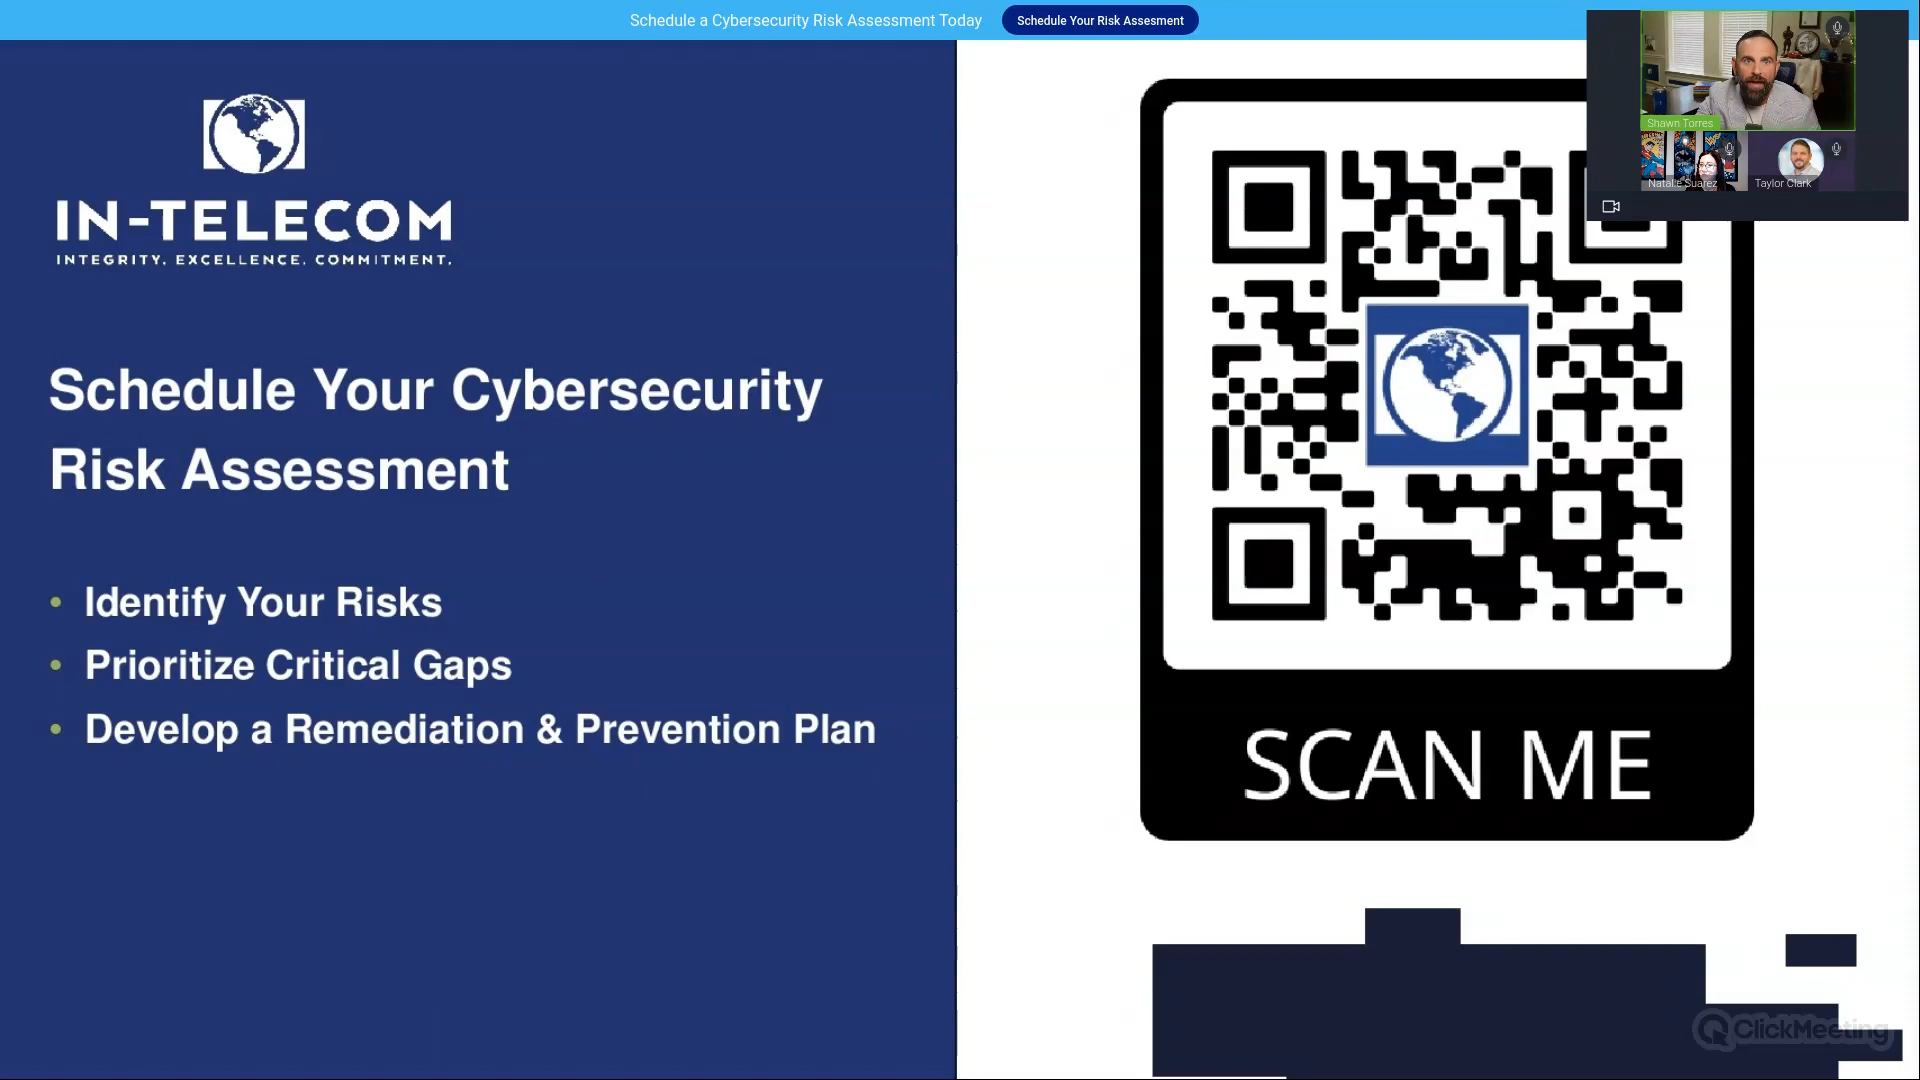 Schedule a Cybersecurity Risk Assessment Today
Schedule Your Risk Assesment
Shawn Torres
Natalie Suarez
Taylor Clark
IN-TELECOM
INTEGRITY. EXCELLENCE. COMMITMENT.
Schedule Your Cybersecurity
Risk Assessment
• Identify Your Risks
• Prioritize Critical Gaps
• Develop a Remediation & Prevention Plan
SCAN ME
ClickMeeting